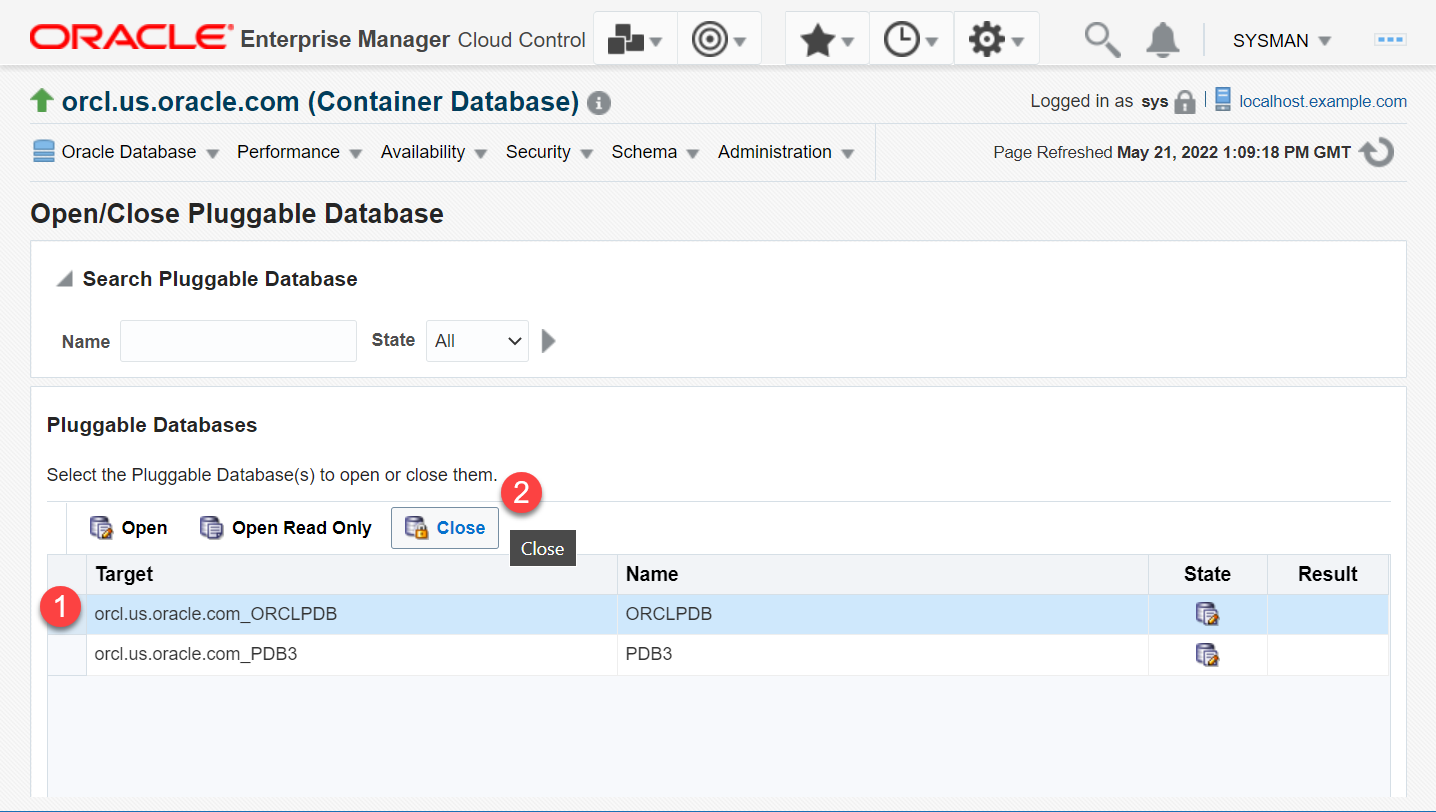 ORACLE Enterprise Manager Cloud Control SYSMAN
orcl.us.oracle.com (Container Database) Logged in as sys localhost.example.com
Oracle Database Performance Availability Security Schema Administration Page Refreshed May 21, 2022 1:09:18 PM GMT
Open/Close Pluggable Database
Search Pluggable Database
Name State All
Pluggable Databases
Select the Pluggable Database(s) to open or close them.
2
Open Open Read Only Close
Close
Target Name State Result
1 orcl.us.oracle.com_ORCLPDB ORCLPDB
orcl.us.oracle.com_PDB3 PDB3